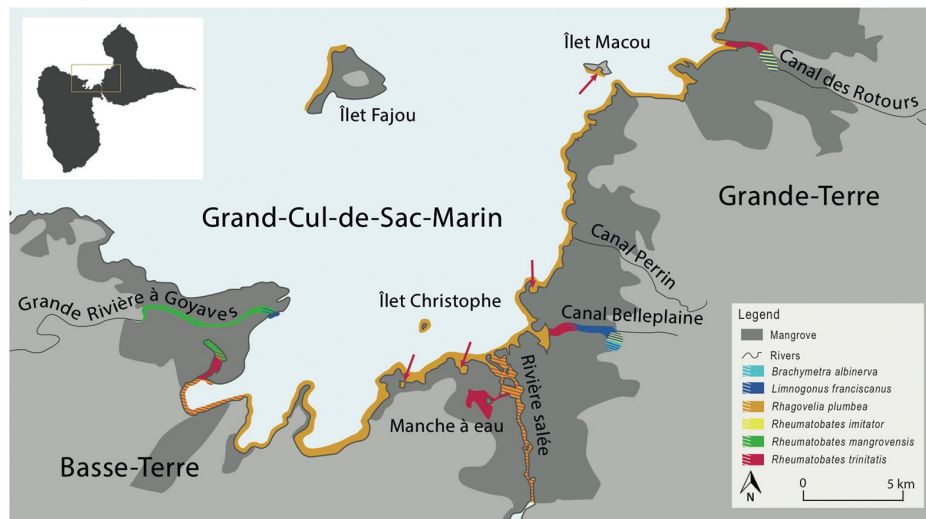 Îlet Macou
Canal des Rotours
Îlet Fajou
Grande-Terre
Grand-Cul-de-Sac-Marin
Canal Perrin
Grande Rivière à Goyaves
Îlet Christophe
Canal Belleplaine
Rivière salée
Manche à eau
Basse-Terre
Legend
Mangrove
Rivers
Brachymetra albinerva
Limnogonus franciscanus
Rhagovelia plumbea
Rheumatobates imitator
Rheumatobates mangrovensis
Rheumatobates trinitatis
N
0 5 km